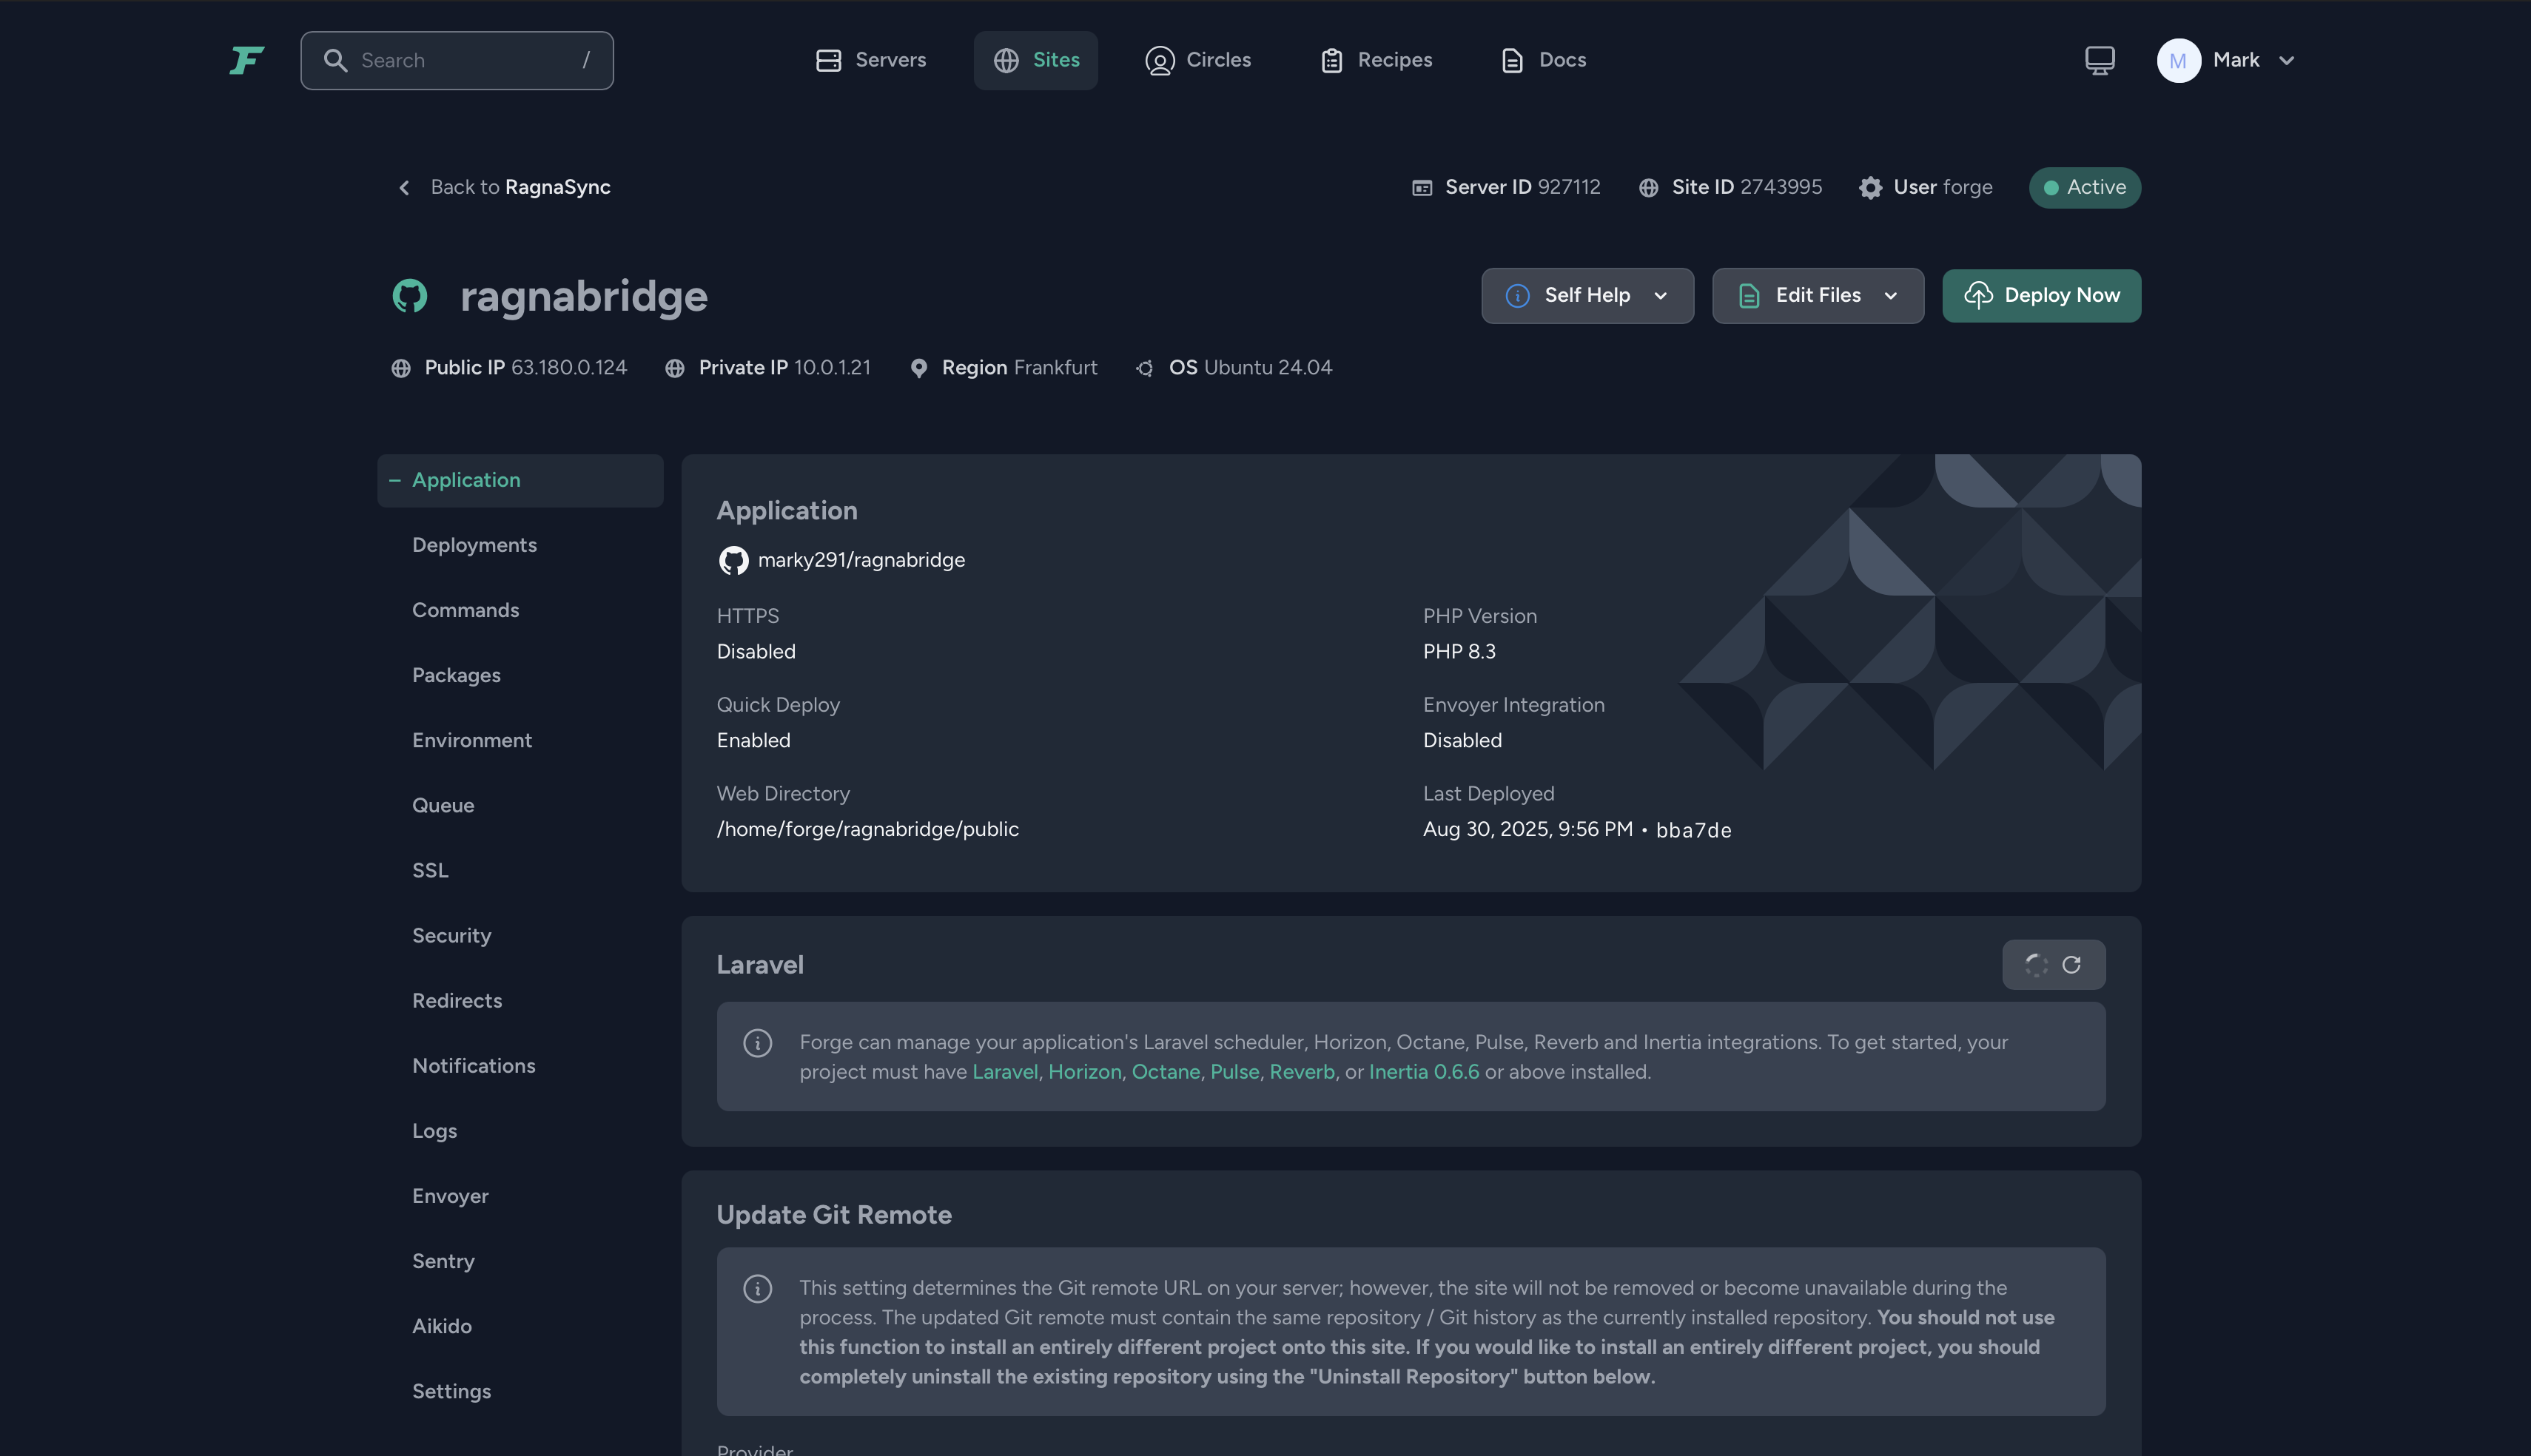 Search /
Servers
Sites
Circles
Recipes
Docs
M Mark
Back to RagnaSync
Server ID 927112
Site ID 2743995
User forge
Active
ragnabridge
Self Help
Edit Files
Deploy Now
Public IP 63.180.0.124
Private IP 10.0.1.21
Region Frankfurt
OS Ubuntu 24.04
Application
Deployments
Commands
Packages
Environment
Queue
SSL
Security
Redirects
Notifications
Logs
Envoyer
Sentry
Aikido
Settings
Application
marky291/ragnabridge
HTTPS
Disabled
PHP Version
PHP 8.3
Quick Deploy
Enabled
Envoyer Integration
Disabled
Web Directory
/home/forge/ragnabridge/public
Last Deployed
Aug 30, 2025, 9:56 PM • bba7de
Laravel
Forge can manage your application's Laravel scheduler, Horizon, Octane, Pulse, Reverb and Inertia integrations. To get started, your
project must have Laravel, Horizon, Octane, Pulse, Reverb, or Inertia 0.6.6 or above installed.
Update Git Remote
This setting determines the Git remote URL on your server; however, the site will not be removed or become unavailable during the
process. The updated Git remote must contain the same repository / Git history as the currently installed repository. You should not use
this function to install an entirely different project onto this site. If you would like to install an entirely different project, you should
completely uninstall the existing repository using the "Uninstall Repository" button below.
Provider